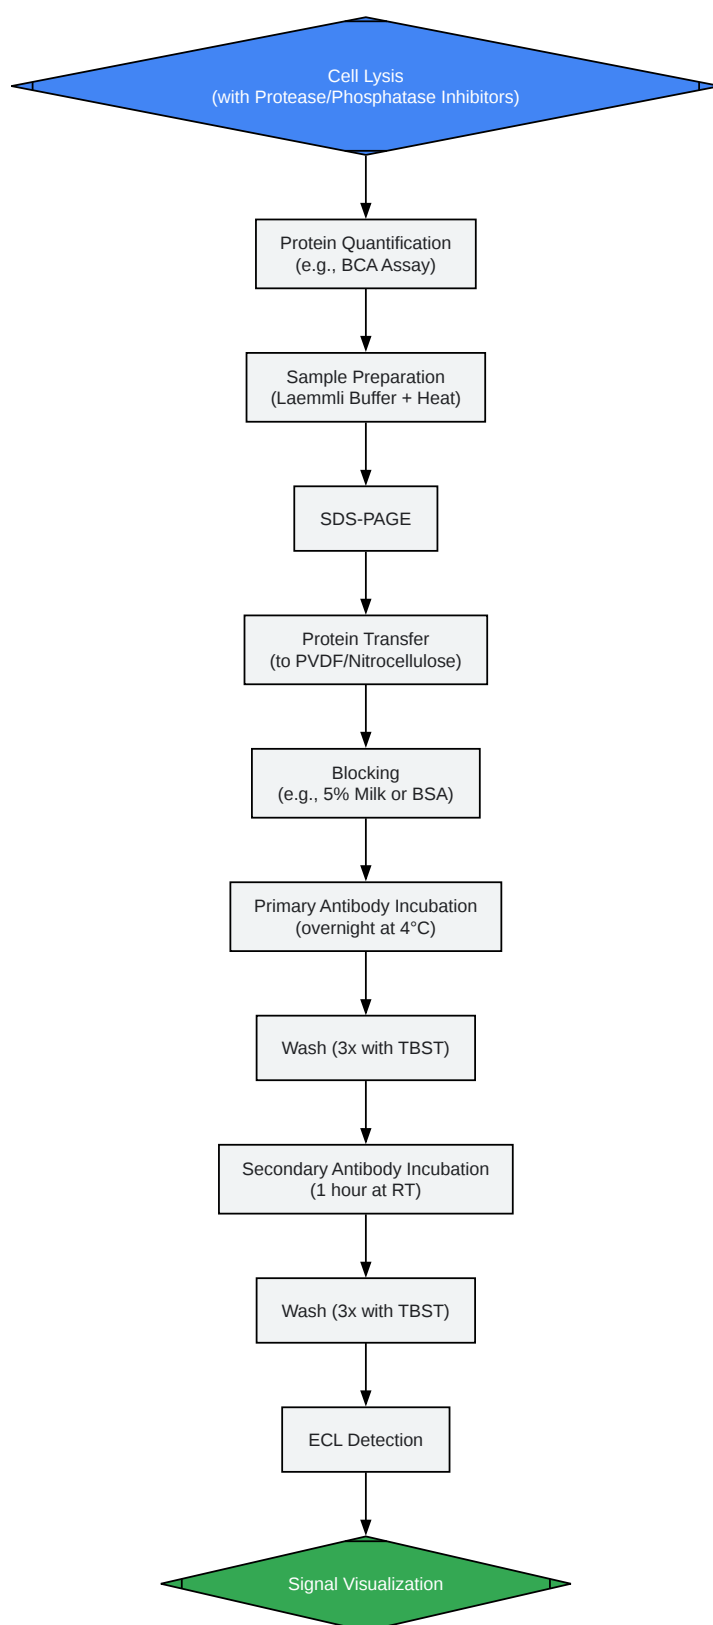 Cell Lysis
(with Protease/Phosphatase Inhibitors)
Protein Quantification
(e.g., BCA Assay)
Sample Preparation
(Laemmli Buffer + Heat)
SDS-PAGE
Protein Transfer
(to PVDF/Nitrocellulose)
Blocking
(e.g., 5% Milk or BSA)
Primary Antibody Incubation
(overnight at 4°C)
Wash (3x with TBST)
Secondary Antibody Incubation
(1 hour at RT)
Wash (3x with TBST)
ECL Detection
Signal Visualization